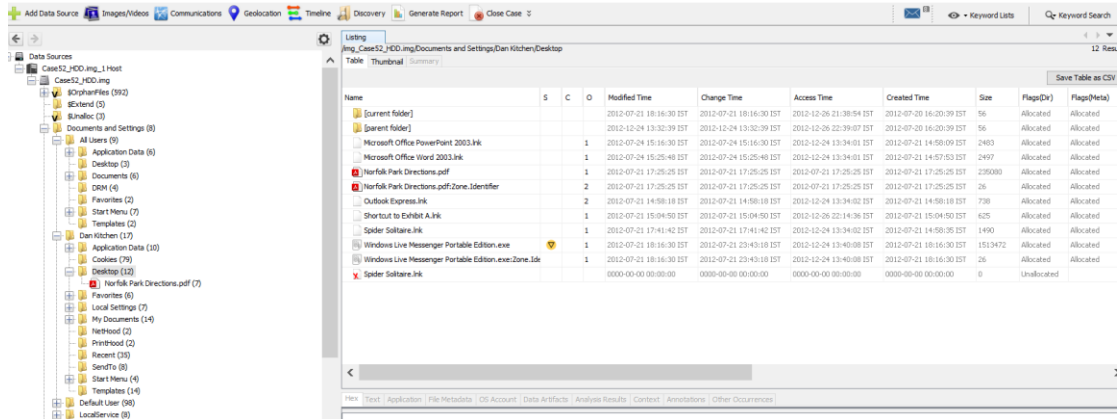 Add Data Source Images/Videos Communications Geolocation Timeline Discovery Generate Report Close Case Keyword Lists Keyword Search
Listing
/img_Case52_HDD.img/Documents and Settings/Dan Kitchen/Desktop
12 Resu
Table Thumbnail Summary
Save Table as CSV
Data Sources
Case52_HDD.img_1 Host
Case52_HDD.img
$OrphanFiles (592)
$Extend (5)
$Unalloc (3)
Documents and Settings (8)
All Users (9)
Application Data (6)
Desktop (3)
Documents (6)
DRM (4)
Favorites (2)
Start Menu (7)
Templates (2)
Dan Kitchen (17)
Application Data (10)
Cookies (79)
Desktop (12)
Norfolk Park Directions.pdf (7)
Favorites (6)
Local Settings (7)
My Documents (14)
NetHood (2)
PrintHood (2)
Recent (35)
SendTo (8)
Start Menu (4)
Templates (14)
Default User (98)
LocalService (8)
Name S C O Modified Time Change Time Access Time Created Time Size Flags(Dir) Flags(Meta)
[current folder] 2012-07-21 18:16:30 IST 2012-07-21 18:16:30 IST 2012-12-26 21:38:54 IST 2012-07-20 16:20:39 IST 56 Allocated Allocated
[parent folder] 2012-12-24 13:32:39 IST 2012-12-24 13:32:39 IST 2012-12-26 22:39:07 IST 2012-07-20 16:20:39 IST 56 Allocated Allocated
Microsoft Office PowerPoint 2003.lnk 1 2012-07-24 15:16:30 IST 2012-07-24 15:16:30 IST 2012-12-24 13:34:01 IST 2012-07-21 14:58:09 IST 2483 Allocated Allocated
Microsoft Office Word 2003.lnk 1 2012-07-24 15:25:48 IST 2012-07-24 15:25:48 IST 2012-12-24 13:34:01 IST 2012-07-21 14:57:53 IST 2497 Allocated Allocated
Norfolk Park Directions.pdf 1 2012-07-21 17:25:25 IST 2012-07-21 17:25:25 IST 2012-07-21 17:25:25 IST 2012-07-21 17:25:25 IST 235080 Allocated Allocated
Norfolk Park Directions.pdf:Zone.Identifier 2 2012-07-21 17:25:25 IST 2012-07-21 17:25:25 IST 2012-07-21 17:25:25 IST 2012-07-21 17:25:25 IST 26 Allocated Allocated
Outlook Express.lnk 2 2012-07-21 14:58:18 IST 2012-07-21 14:58:18 IST 2012-12-24 13:34:02 IST 2012-07-21 14:58:18 IST 738 Allocated Allocated
Shortcut to Exhibit A.lnk 1 2012-07-21 15:04:50 IST 2012-07-21 15:04:50 IST 2012-12-26 22:14:36 IST 2012-07-21 15:04:50 IST 625 Allocated Allocated
Spider Solitaire.lnk 1 2012-07-21 17:41:42 IST 2012-07-21 17:41:42 IST 2012-12-24 13:34:02 IST 2012-07-21 14:58:35 IST 1490 Allocated Allocated
Windows Live Messenger Portable Edition.exe 1 2012-07-21 18:16:30 IST 2012-07-21 23:43:18 IST 2012-12-24 13:40:08 IST 2012-07-21 18:16:30 IST 1513472 Allocated Allocated
Windows Live Messenger Portable Edition.exe:Zone.Ide 1 2012-07-21 18:16:30 IST 2012-07-21 23:43:18 IST 2012-12-24 13:40:08 IST 2012-07-21 18:16:30 IST 26 Allocated Allocated
Spider Solitaire.lnk 0000-00-00 00:00:00 0000-00-00 00:00:00 0000-00-00 00:00:00 0000-00-00 00:00:00 0 Unallocated
Hex Text Application File Metadata OS Account Data Artifacts Analysis Results Context Annotations Other Occurrences